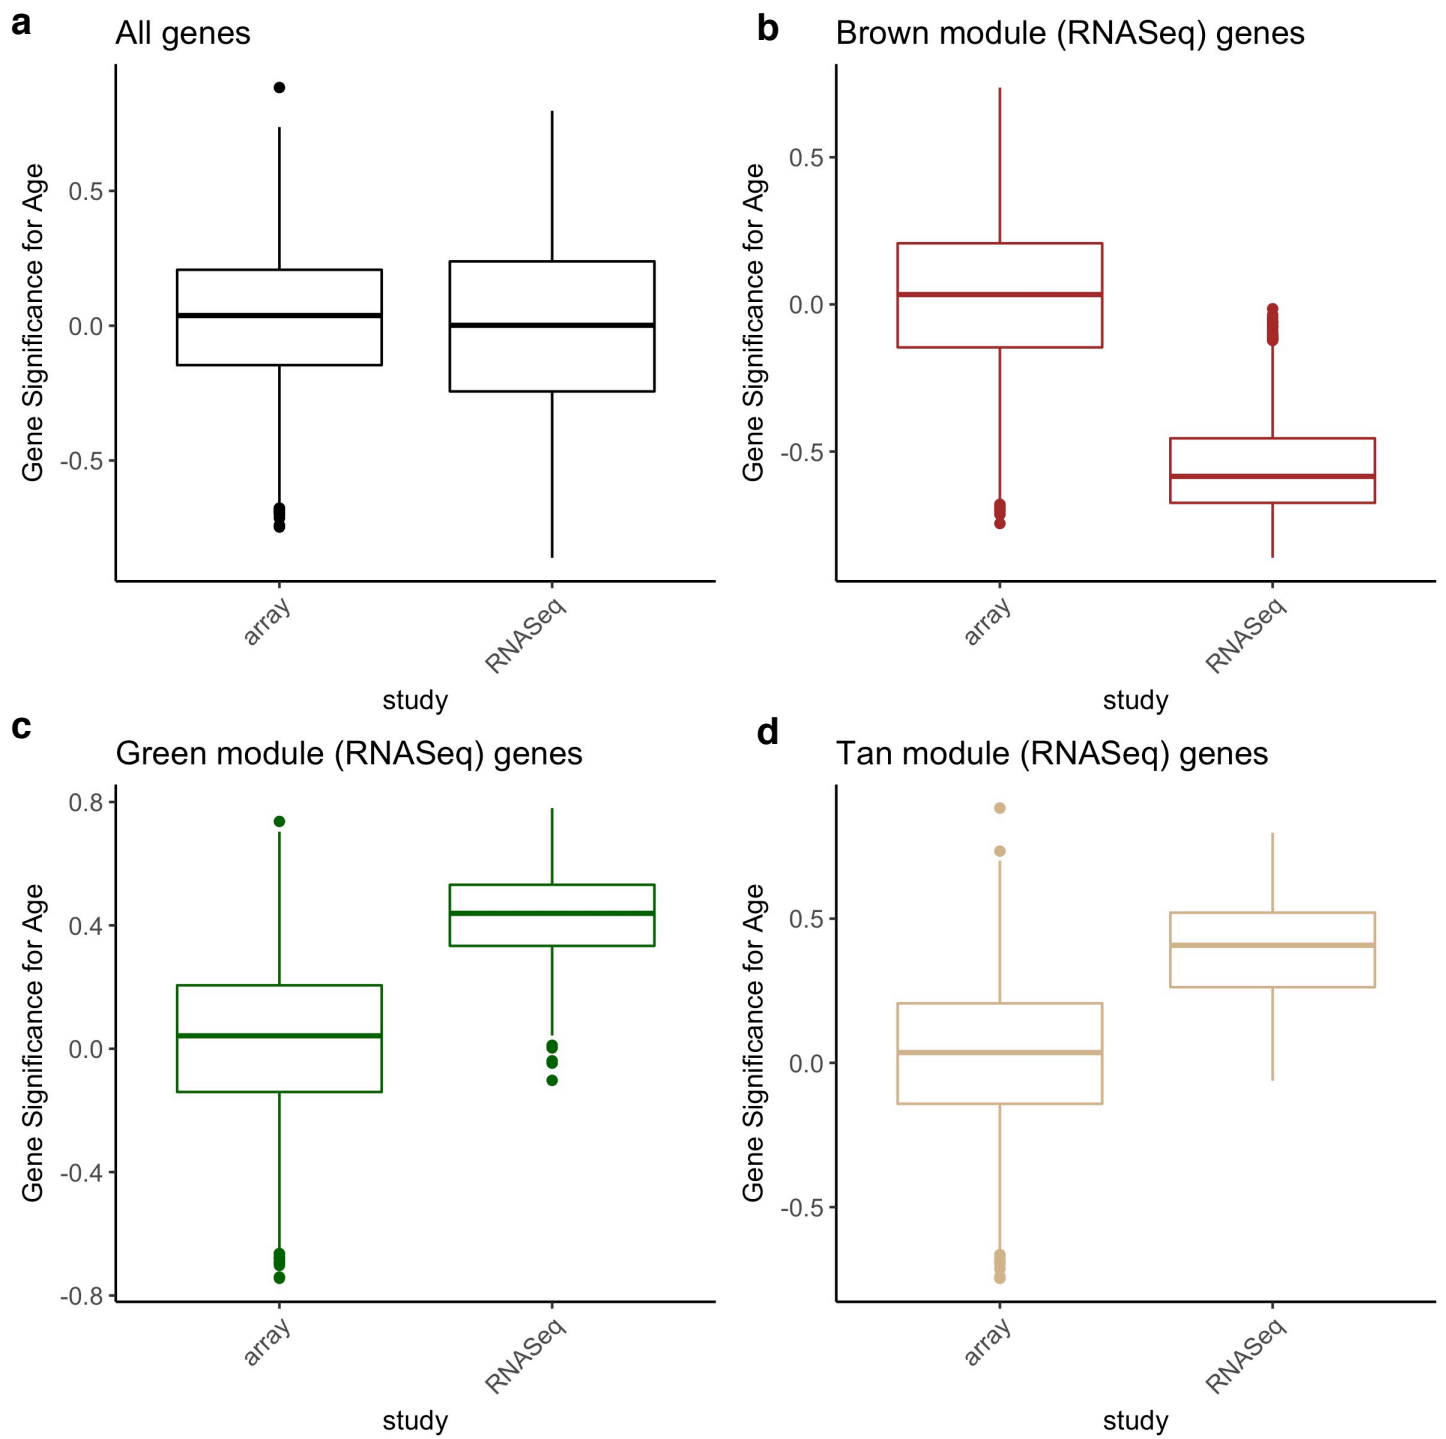 a
All genes
Gene Significance for Age
0.5
0.0
-0.5
array
RNASeq
study
b
Brown module (RNASeq) genes
Gene Significance for Age
0.5
0.0
-0.5
array
RNASeq
study
c
Green module (RNASeq) genes
Gene Significance for Age
0.8
0.4
0.0
-0.4
-0.8
array
RNASeq
study
d
Tan module (RNASeq) genes
Gene Significance for Age
0.5
0.0
-0.5
array
RNASeq
study